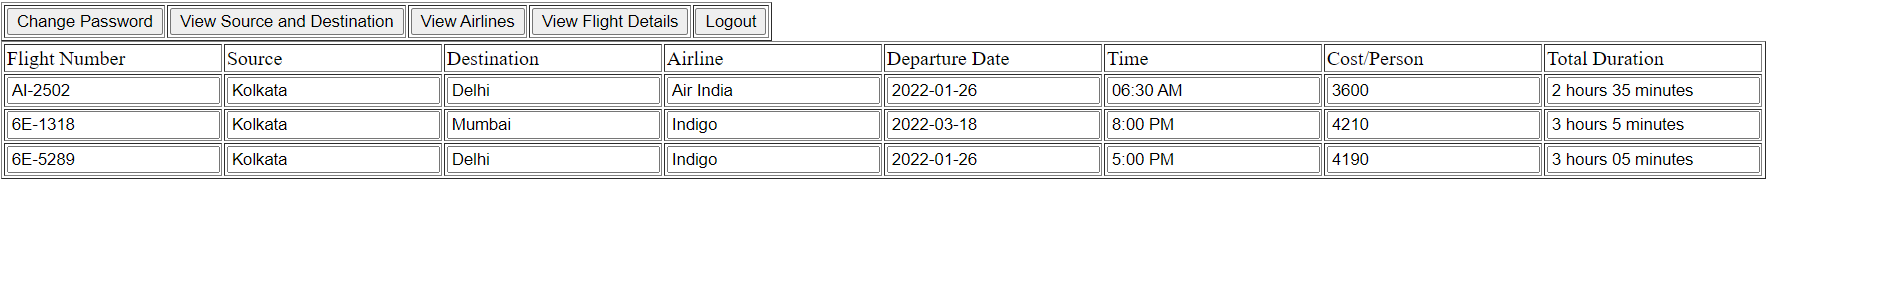 Change Password View Source and Destination View Airlines View Flight Details Logout
Flight Number Source Destination Airline Departure Date Time Cost/Person Total Duration
AI-2502 Kolkata Delhi Air India 2022-01-26 06:30 AM 3600 2 hours 35 minutes
6E-1318 Kolkata Mumbai Indigo 2022-03-18 8:00 PM 4210 3 hours 5 minutes
6E-5289 Kolkata Delhi Indigo 2022-01-26 5:00 PM 4190 3 hours 05 minutes